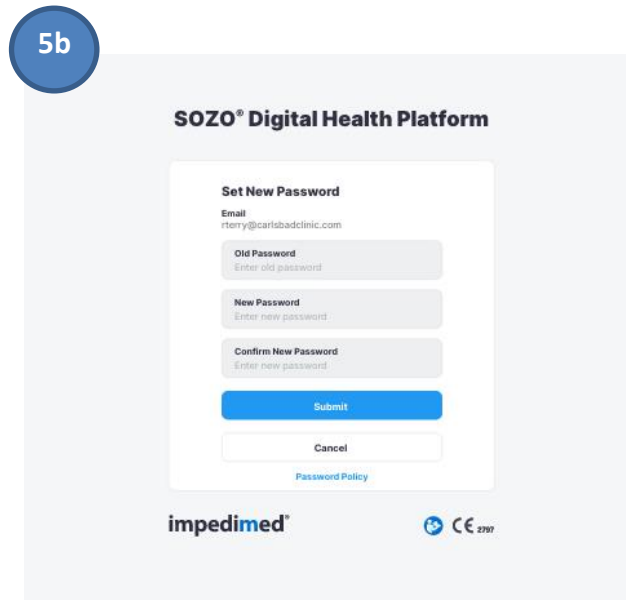 5b
SOZO® Digital Health Platform
Set New Password
Email
rterry@carlsbadclinic.com
Old Password
Enter old password
New Password
Enter new password
Confirm New Password
Enter new password
Submit
Cancel
Password Policy
impedimed®
CE 2797